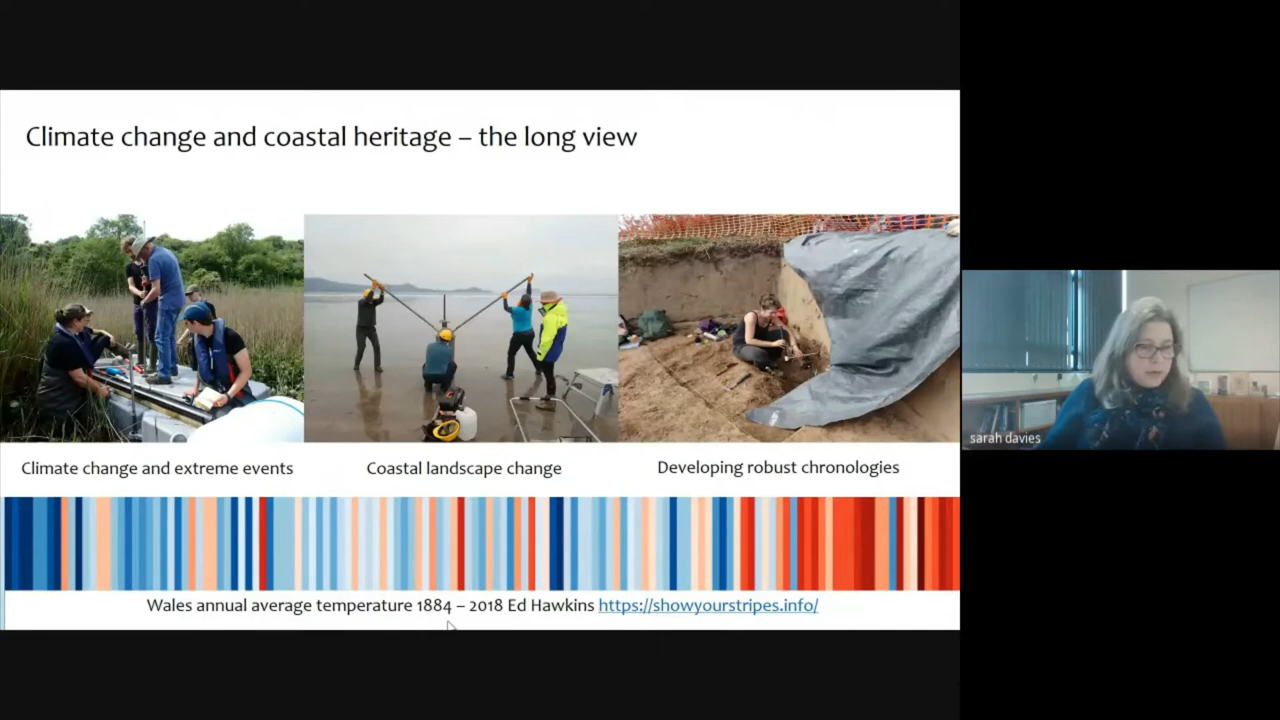 Climate change and coastal heritage – the long view
Climate change and extreme events
Coastal landscape change
Developing robust chronologies
Wales annual average temperature 1884 – 2018 Ed Hawkins https://showyourstripes.info/
sarah davies